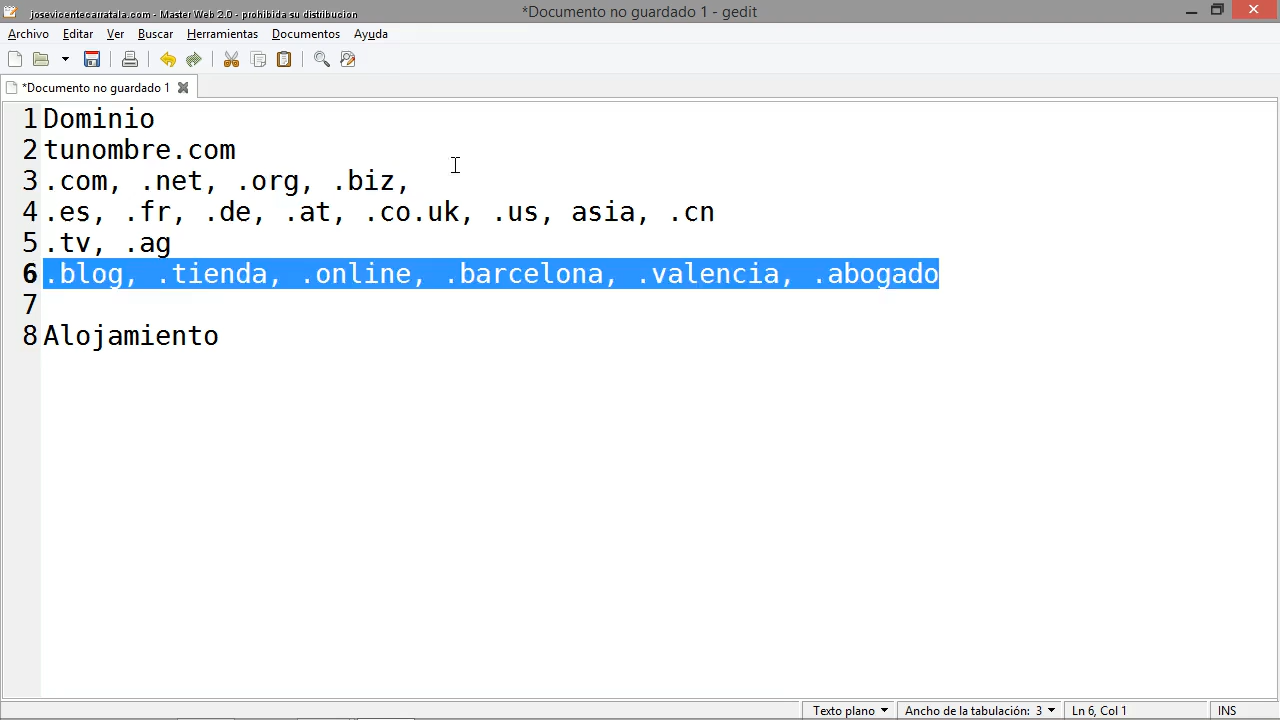 josevicentecarratala.com - Master Web 2.0 - prohibida su distribucion
*Documento no guardado 1 - gedit
Archivo Editar Ver Buscar Herramientas Documentos Ayuda
*Documento no guardado 1
1 Dominio
2 tunombre.com
3 .com, .net, .org, .biz,
4 .es, .fr, .de, .at, .co.uk, .us, asia, .cn
5 .tv, .ag
6 .blog, .tienda, .online, .barcelona, .valencia, .abogado
7
8 Alojamiento
Texto plano Ancho de la tabulación: 3 Ln 6, Col 1 INS